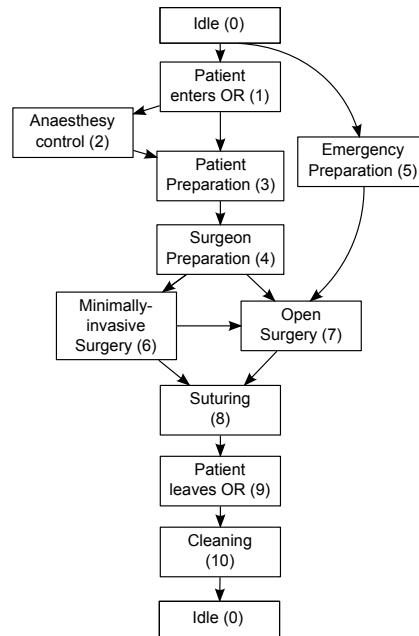 Idle (0)
Patient
enters OR (1)
Anaesthesy
control (2)
Emergency
Preparation (5)
Patient
Preparation (3)
Surgeon
Preparation (4)
Minimally-
invasive
Surgery (6)
Open
Surgery (7)
Suturing
(8)
Patient
leaves OR (9)
Cleaning
(10)
Idle (0)